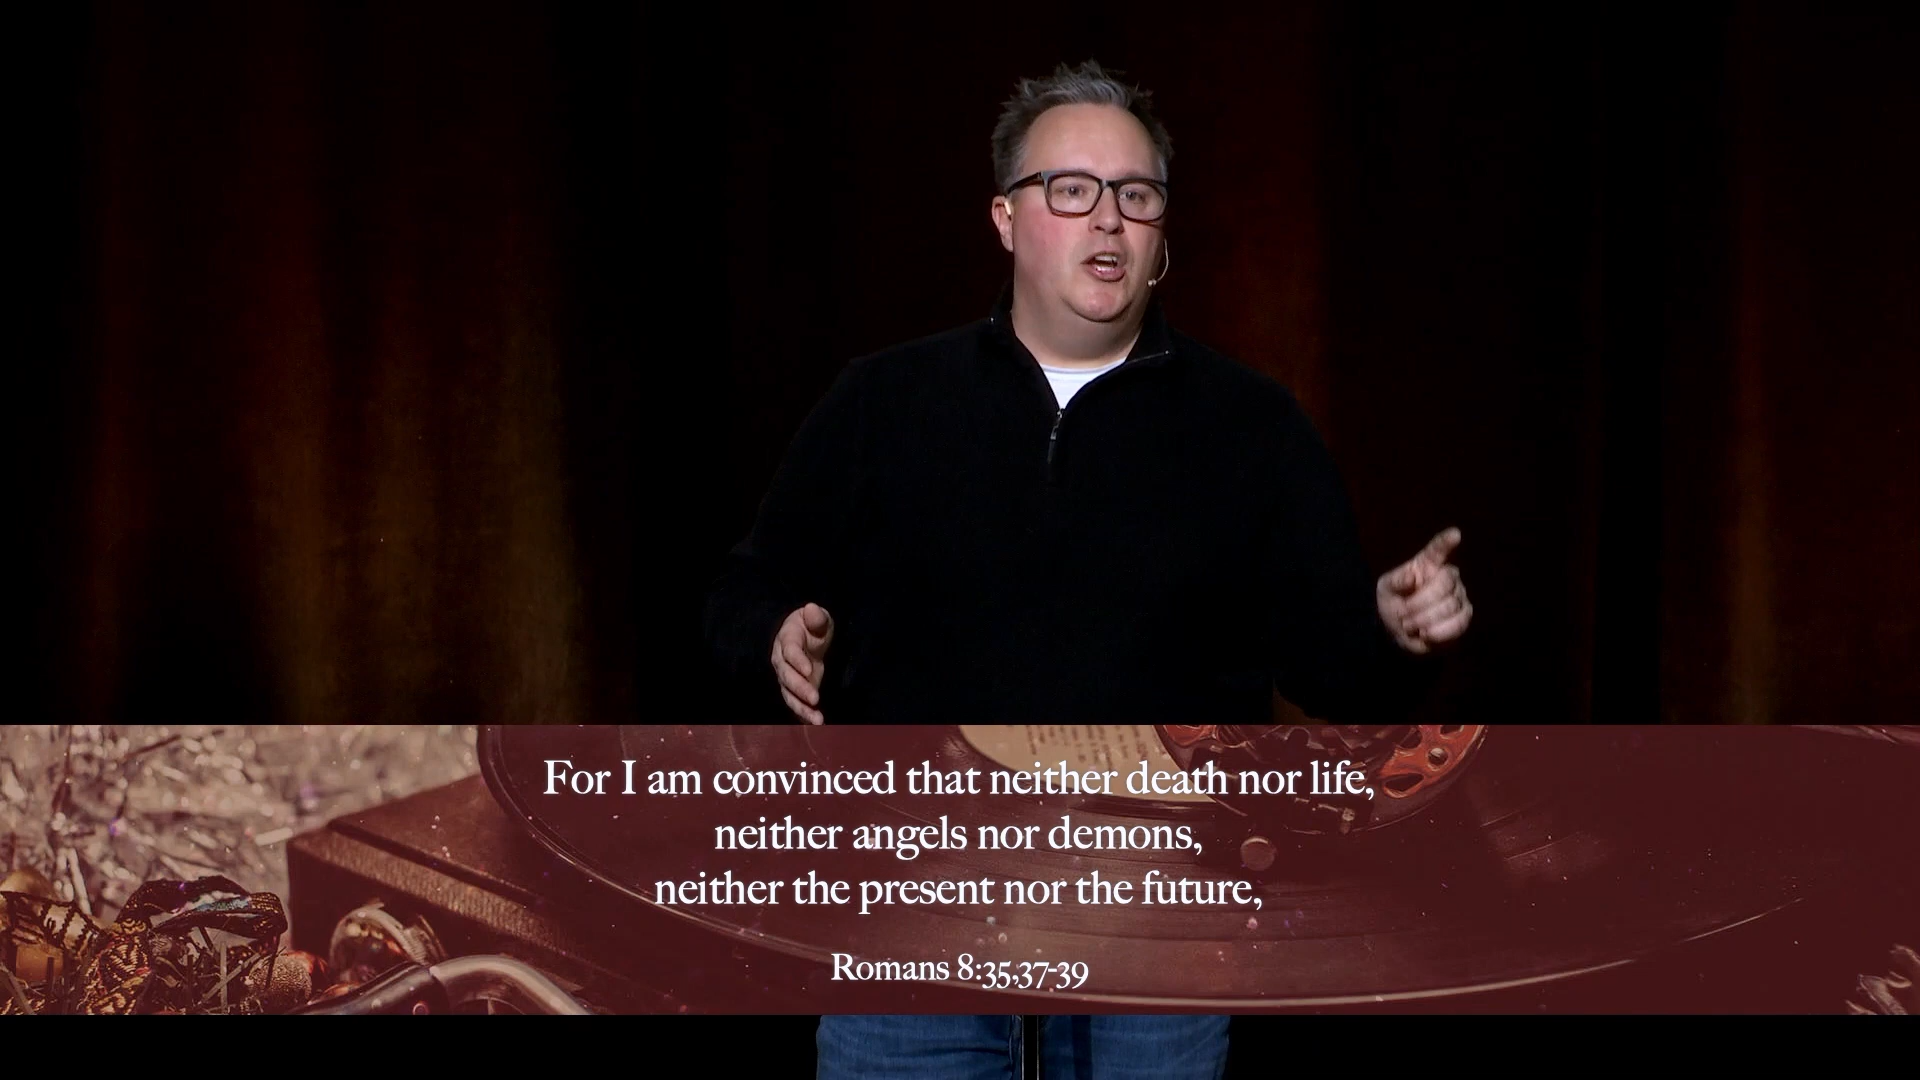 For I am convinced that neither death nor life,
neither angels nor demons,
neither the present nor the future,
Romans 8:35,37-39